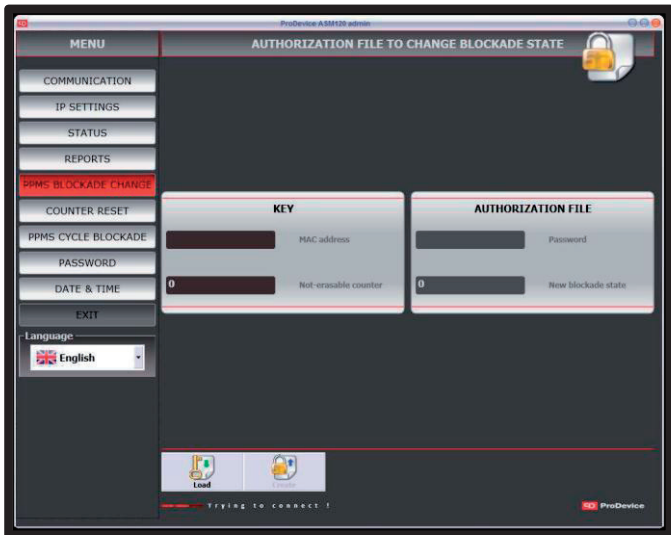 ProDevice ASM120 admin
MENU
AUTHORIZATION FILE TO CHANGE BLOCKADE STATE
COMMUNICATION
IP SETTINGS
STATUS
REPORTS
PPMS BLOCKADE CHANGE
COUNTER RESET
PPMS CYCLE BLOCKADE
PASSWORD
DATE & TIME
EXIT
Language
English
KEY
MAC address
0 Not-erasable counter
AUTHORIZATION FILE
Password
0 New blockade state
Load
Create
Trying to connect !
ProDevice